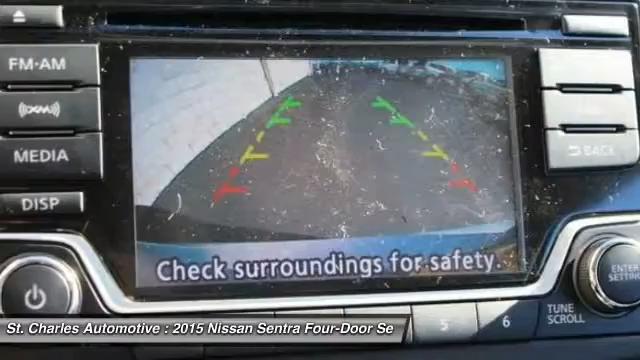 FM·AM
XM
MEDIA
DISP
BACK
Check surroundings for safety.
ENTER
SETTING
TUNE
SCROLL
5
6
St. Charles Automotive : 2015 Nissan Sentra Four-Door Se